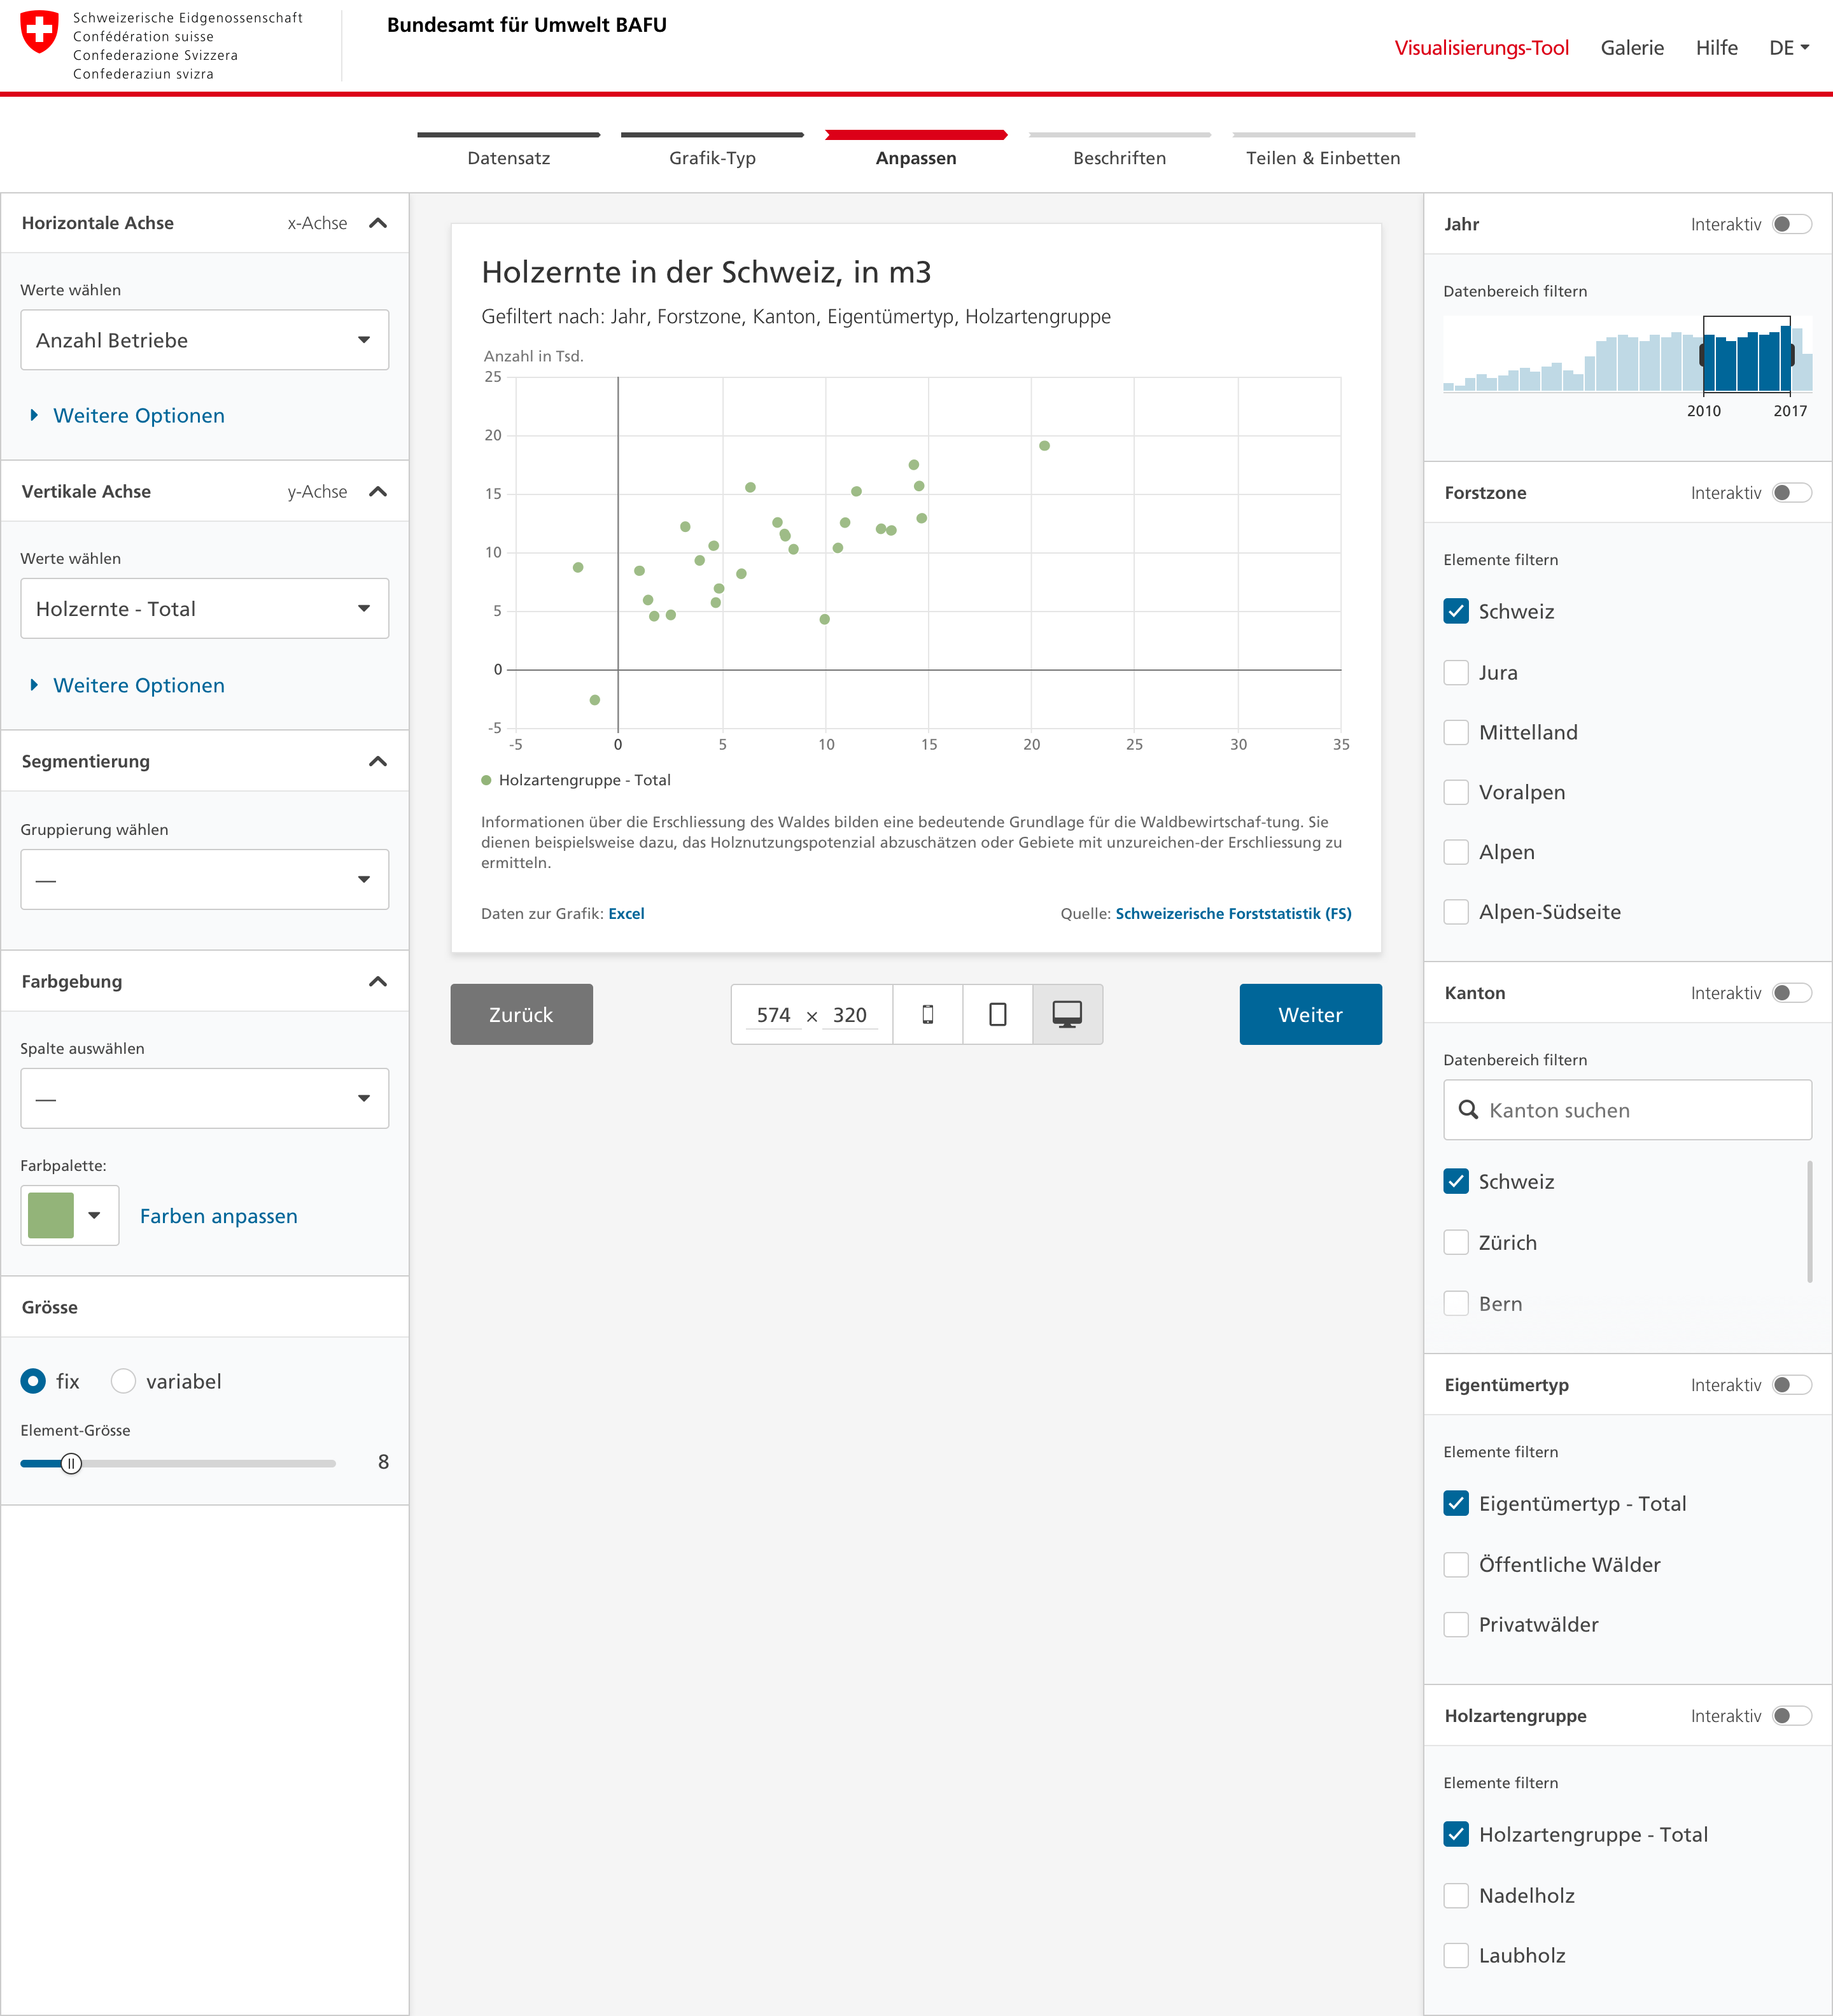 Schweizerische Eidgenossenschaft
Confédération suisse
Confederazione Svizzera
Confederaziun svizra
Bundesamt für Umwelt BAFU
Visualisierungs-Tool
Galerie
Hilfe
DE
Datensatz
Grafik-Typ
Anpassen
Beschriften
Teilen & Einbetten
Horizontale Achse
x-Achse
Werte wählen
Anzahl Betriebe
Weitere Optionen
Vertikale Achse
y-Achse
Werte wählen
Holzernte - Total
Weitere Optionen
Segmentierung
Gruppierung wählen
—
Farbgebung
Spalte auswählen
—
Farbpalette:
Farben anpassen
Grösse
fix
variabel
Element-Grösse
8
Holzernte in der Schweiz, in m3
Gefiltert nach: Jahr, Forstzone, Kanton, Eigentümertyp, Holzartengruppe
Anzahl in Tsd.
25
20
15
10
5
0
-5
-5 0 5 10 15 20 25 30 35
Holzartengruppe - Total
Informationen über die Erschliessung des Waldes bilden eine bedeutende Grundlage für die Waldbewirtschaf-tung. Sie
dienen beispielsweise dazu, das Holznutzungspotenzial abzuschätzen oder Gebiete mit unzureichen-der Erschliessung zu
ermitteln.
Daten zur Grafik: Excel
Quelle: Schweizerische Forststatistik (FS)
Zurück
574 × 320
Weiter
Jahr
Interaktiv
Datenbereich filtern
2010 2017
Forstzone
Interaktiv
Elemente filtern
Schweiz
Jura
Mittelland
Voralpen
Alpen
Alpen-Südseite
Kanton
Interaktiv
Datenbereich filtern
Kanton suchen
Schweiz
Zürich
Bern
Eigentümertyp
Interaktiv
Elemente filtern
Eigentümertyp - Total
Öffentliche Wälder
Privatwälder
Holzartengruppe
Interaktiv
Elemente filtern
Holzartengruppe - Total
Nadelholz
Laubholz